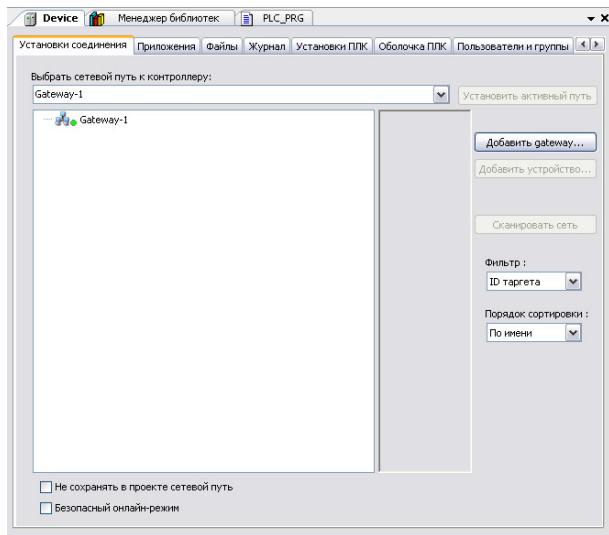 Device Менеджер библиотек PLC_PRG
Установки соединения Приложения Файлы Журнал Установки ПЛК Оболочка ПЛК Пользователи и группы
Выбрать сетевой путь к контроллеру:
Gateway-1 Установить активный путь
Gateway-1
Добавить gateway...
Добавить устройство...
Сканировать сеть
Фильтр :
ID таргета
Порядок сортировки :
По имени
Не сохранять в проекте сетевой путь
Безопасный онлайн-режим